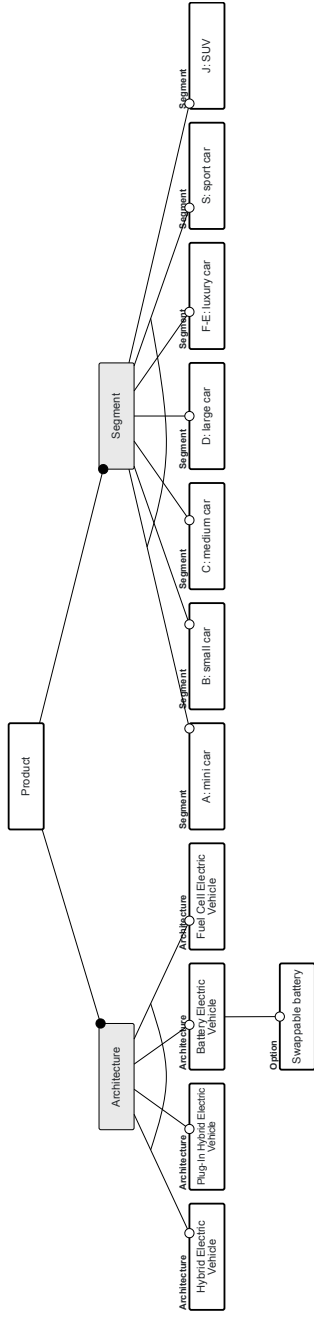 Product
Architecture
Segment
Architecture
Hybrid Electric
Vehicle
Architecture
Plug-In Hybrid Electric
Vehicle
Architecture
Battery Electric
Vehicle
Architecture
Fuel Cell Electric
Vehicle
Segment
A: mini car
Segment
B: small car
Segment
C: medium car
Segment
D: large car
Segment
F-E: luxury car
Segment
S: sport car
Segment
J: SUV
Option
Swappable battery